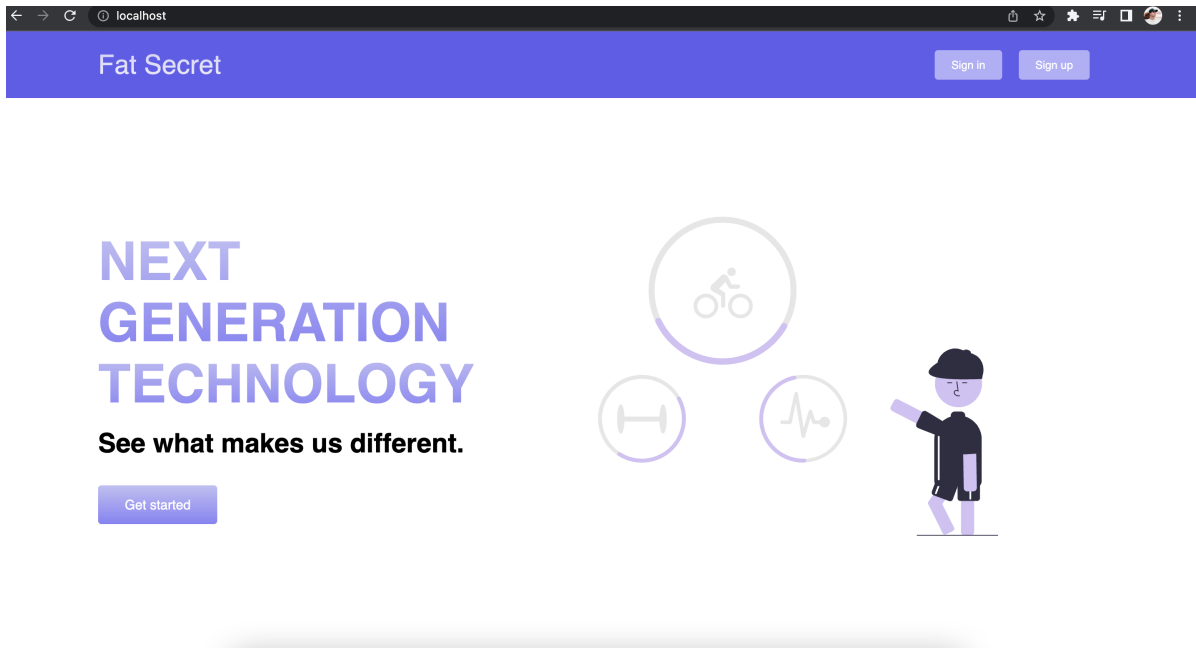 localhost
Fat Secret
Sign in
Sign up
NEXT
GENERATION
TECHNOLOGY
See what makes us different.
Get started